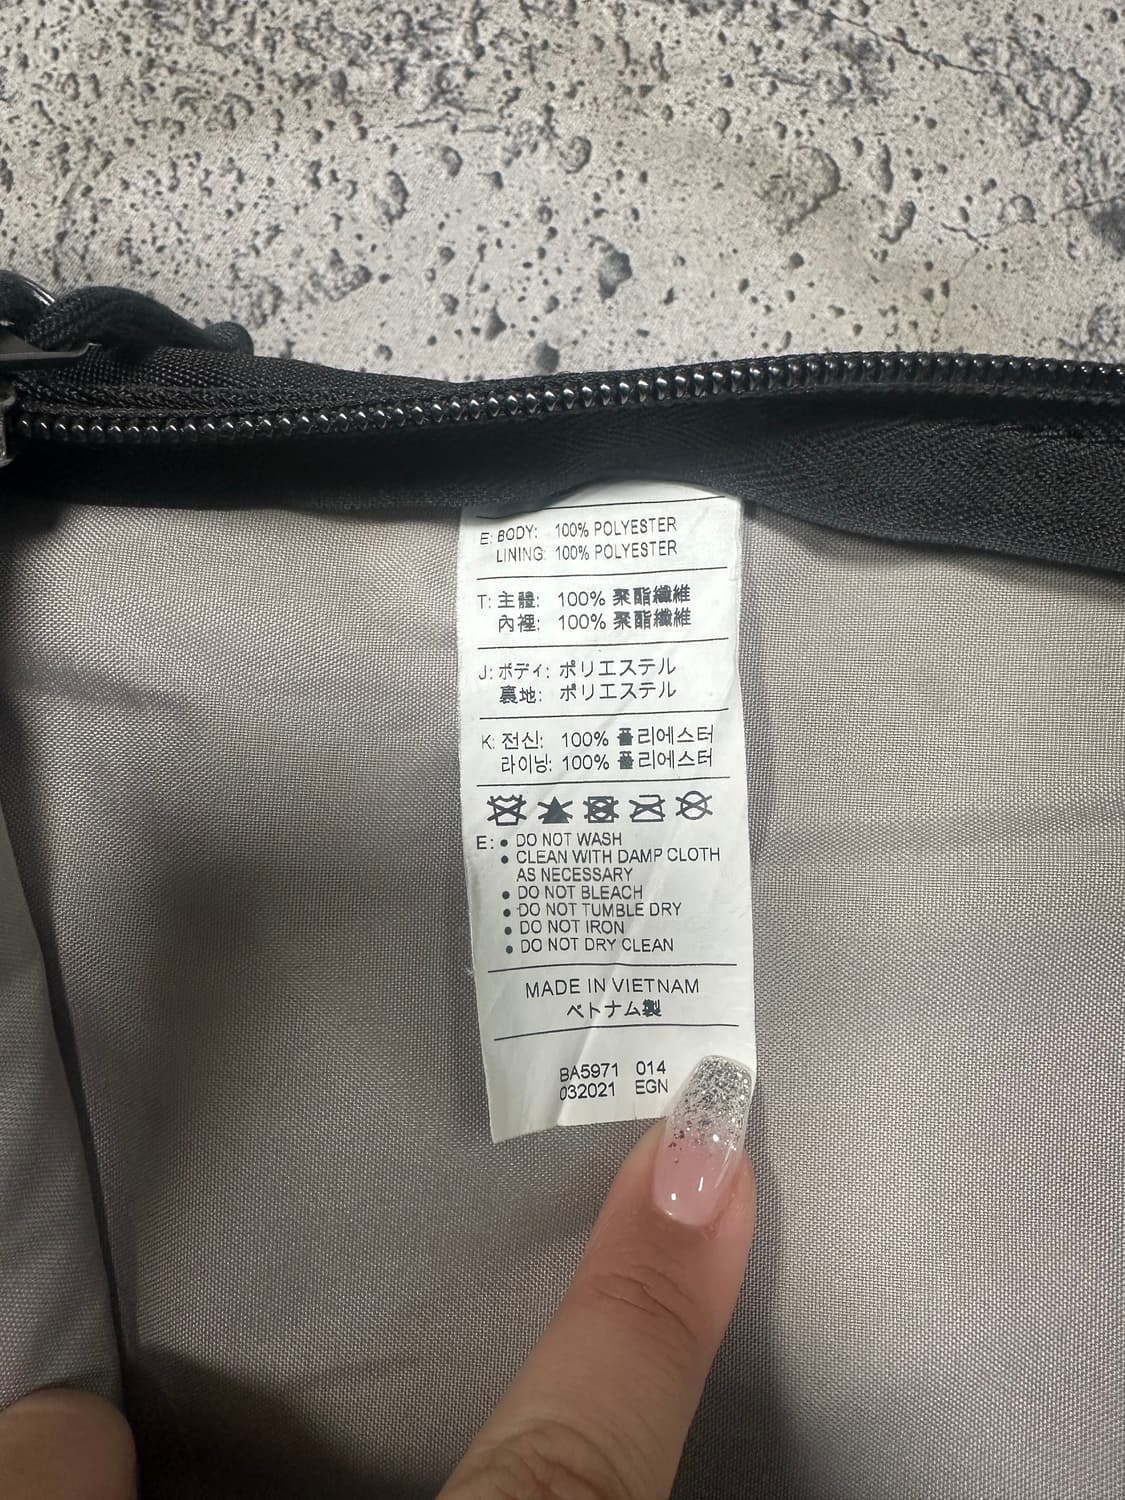 E: BODY: 100% POLYESTER
LINING: 100% POLYESTER
T: 主體: 100% 聚酯纖維
內裡: 100% 聚酯纖維
J: ボディ: ポリエステル
裏地: ポリエステル
K: 전신: 100% 폴리에스터
라이닝: 100% 폴리에스터
E: • DO NOT WASH
• CLEAN WITH DAMP CLOTH
AS NECESSARY
• DO NOT BLEACH
• DO NOT TUMBLE DRY
• DO NOT IRON
• DO NOT DRY CLEAN
MADE IN VIETNAM
ベトナム製
BA5971 014
032021 EGN